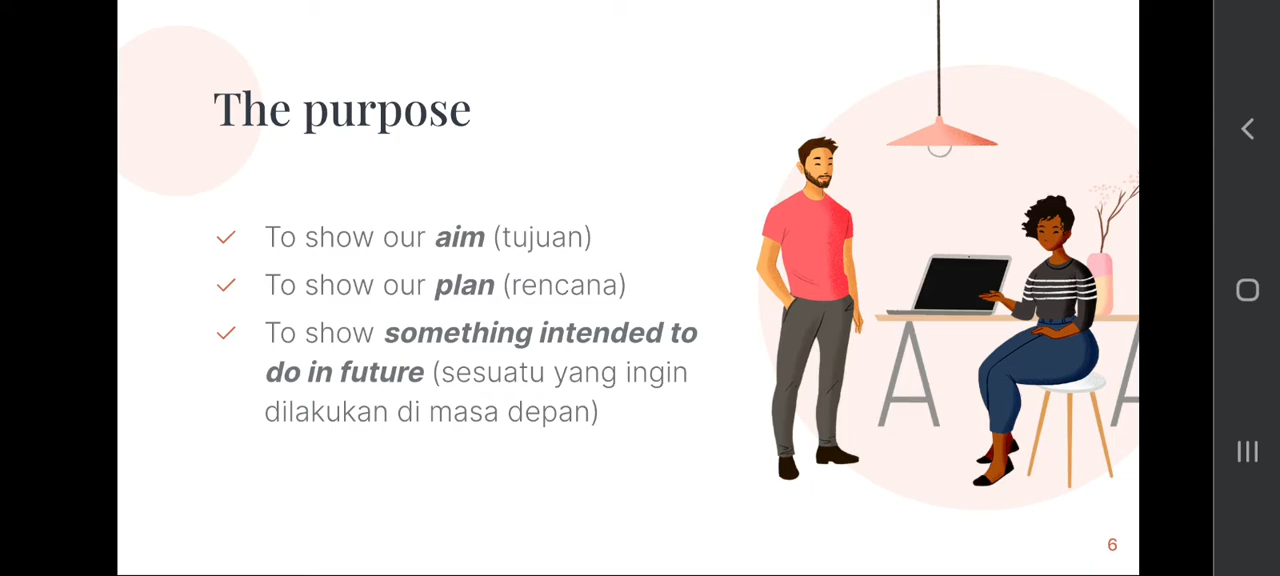 The purpose
To show our aim (tujuan)
To show our plan (rencana)
To show something intended to
do in future (sesuatu yang ingin
dilakukan di masa depan)
6